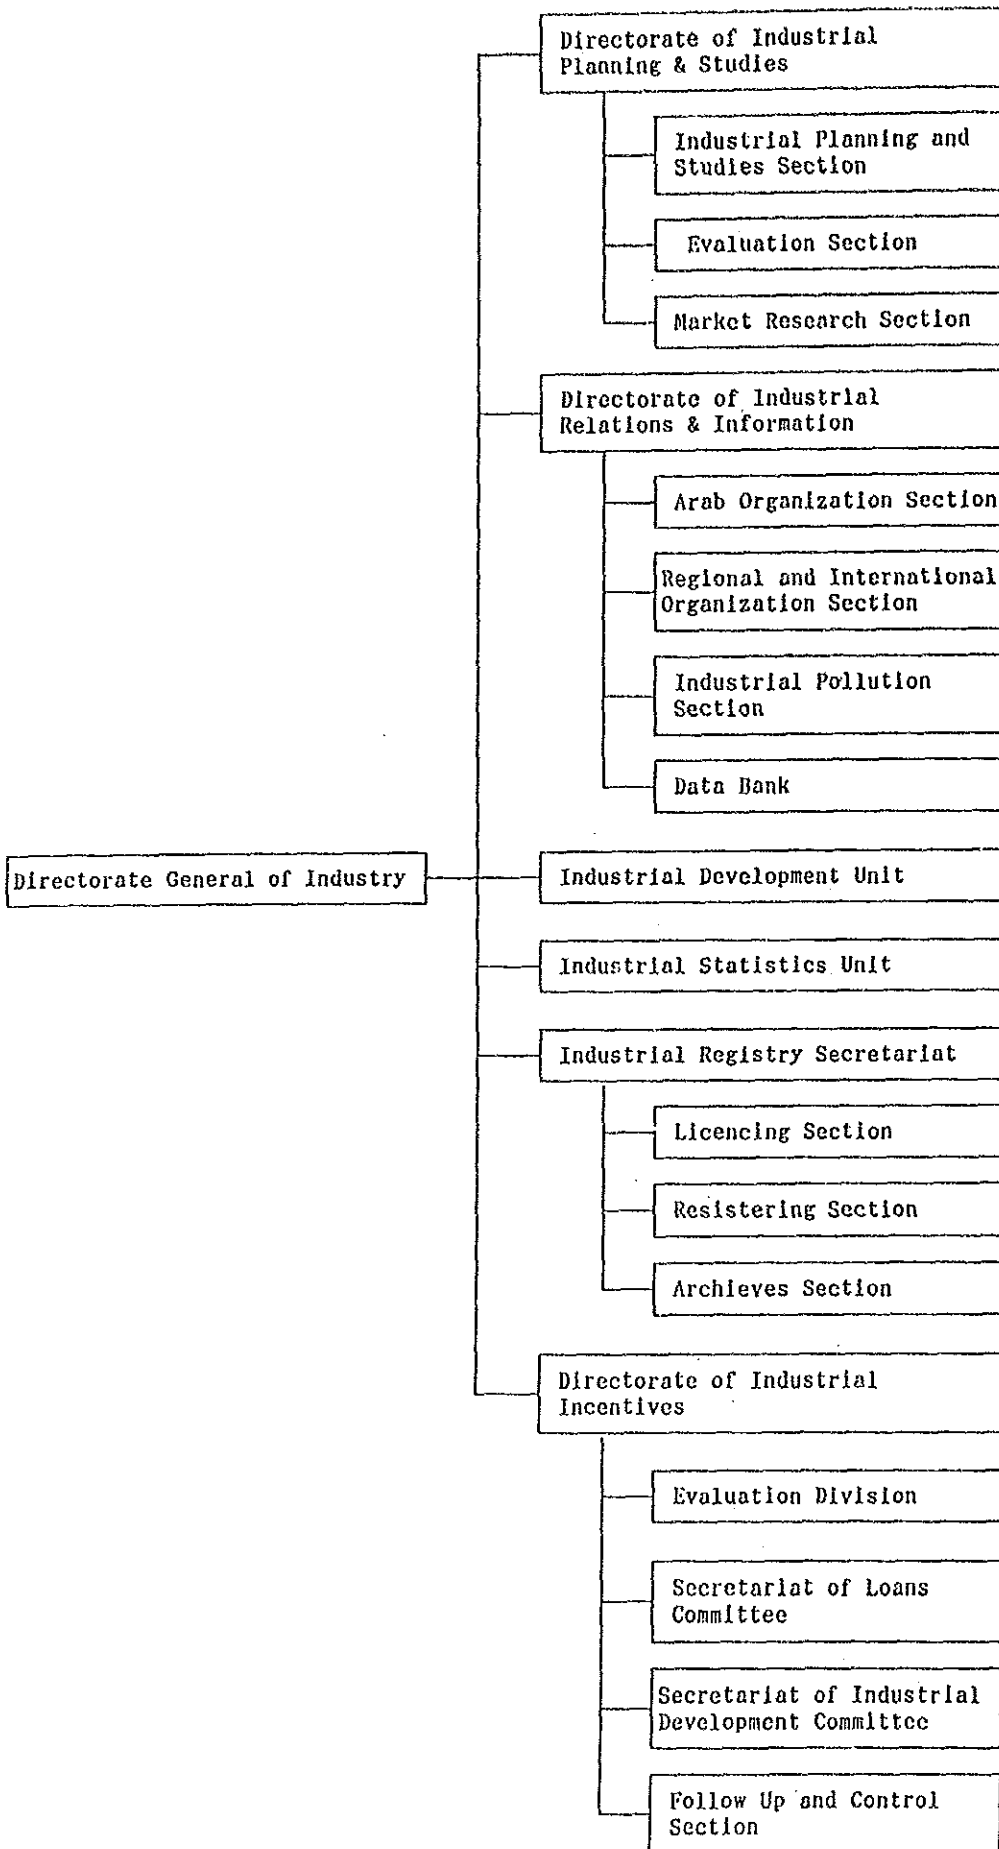 Directorate of Industrial
Planning & Studies
Industrial Planning and
Studies Section
Evaluation Section
Market Research Section
Directorate of Industrial
Relations & Information
Arab Organization Section
Regional and International
Organization Section
Industrial Pollution
Section
Data Bank
Directorate General of Industry
Industrial Development Unit
Industrial Statistics Unit
Industrial Registry Secretariat
Licencing Section
Resistering Section
Archieves Section
Directorate of Industrial
Incentives
Evaluation Division
Secretariat of Loans
Committee
Secretariat of Industrial
Development Committee
Follow Up and Control
Section